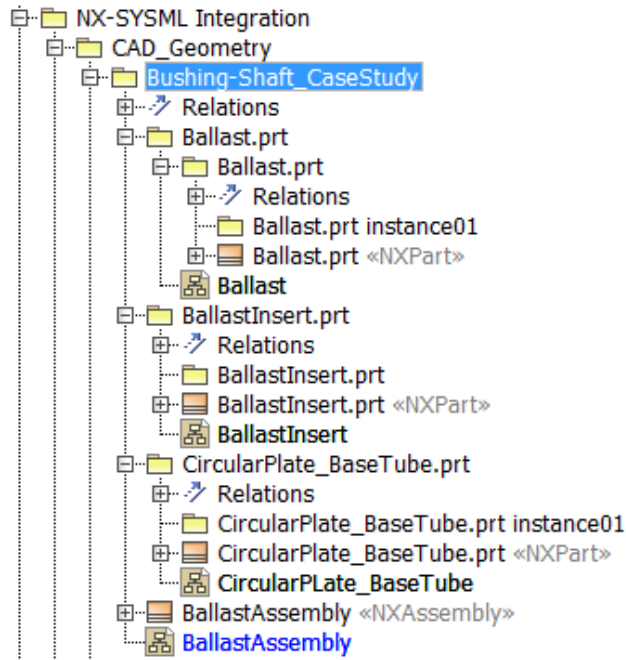 NX-SYSML Integration
CAD_Geometry
Bushing-Shaft_CaseStudy
Relations
Ballast.prt
Ballast.prt
Relations
Ballast.prt instance01
Ballast.prt «NXPart»
Ballast
BallastInsert.prt
Relations
BallastInsert.prt
BallastInsert.prt «NXPart»
BallastInsert
CircularPlate_BaseTube.prt
Relations
CircularPlate_BaseTube.prt instance01
CircularPlate_BaseTube.prt «NXPart»
CircularPLate_BaseTube
BallastAssembly «NXAssembly»
BallastAssembly